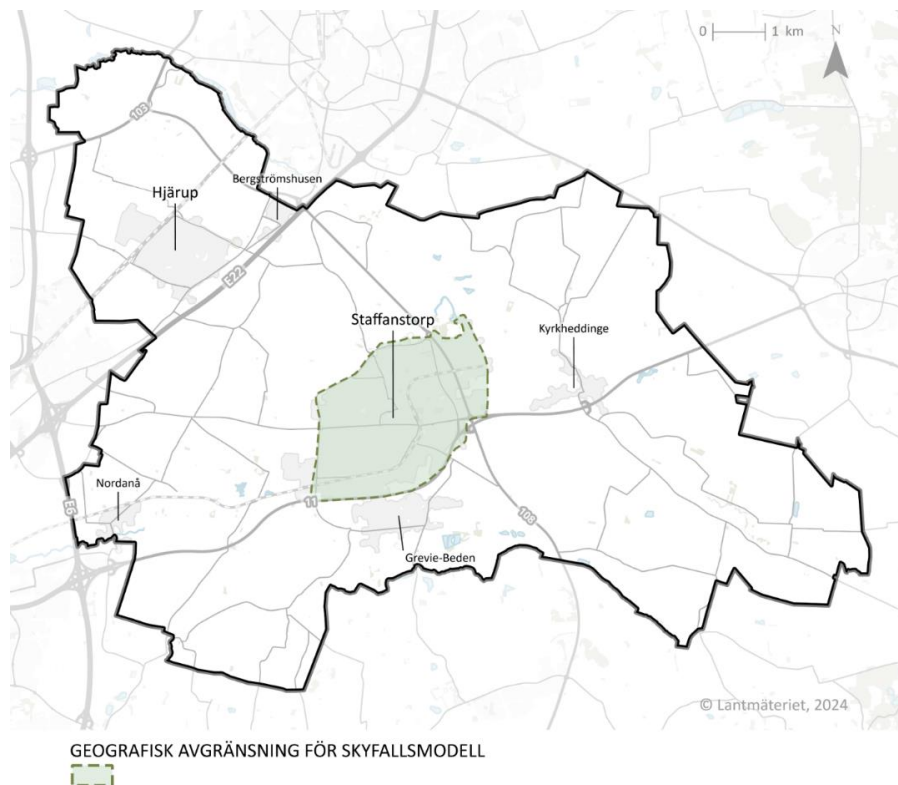 0 1 km
N
103
Bergströmshusen
Hjärup
E22
Staffanstorp
Kyrkheddinge
Nordanå
E6
11
108
Grevie-Beden
© Lantmäteriet, 2024
GEOGRAFISK AVGRÄNSNING FÖR SKYFALLSMODELL